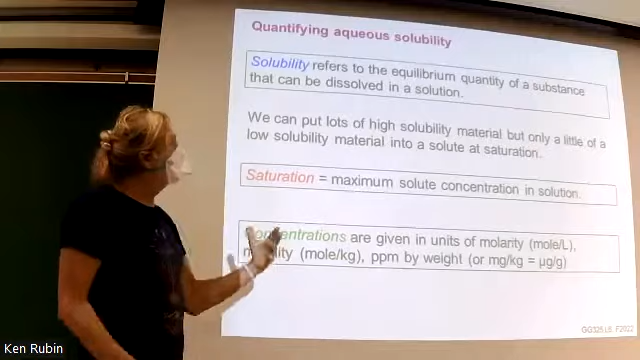 Quantifying aqueous solubility
Solubility refers to the equilibrium quantity of a substance
that can be dissolved in a solution.
We can put lots of high solubility material but only a little of a
low solubility material into a solute at saturation.
Saturation = maximum solute concentration in solution.
are given in units of molarity (mole/L),
(mole/kg), ppm by weight (or mg/kg = µg/g)
GG325 L6, F2022
Ken Rubin